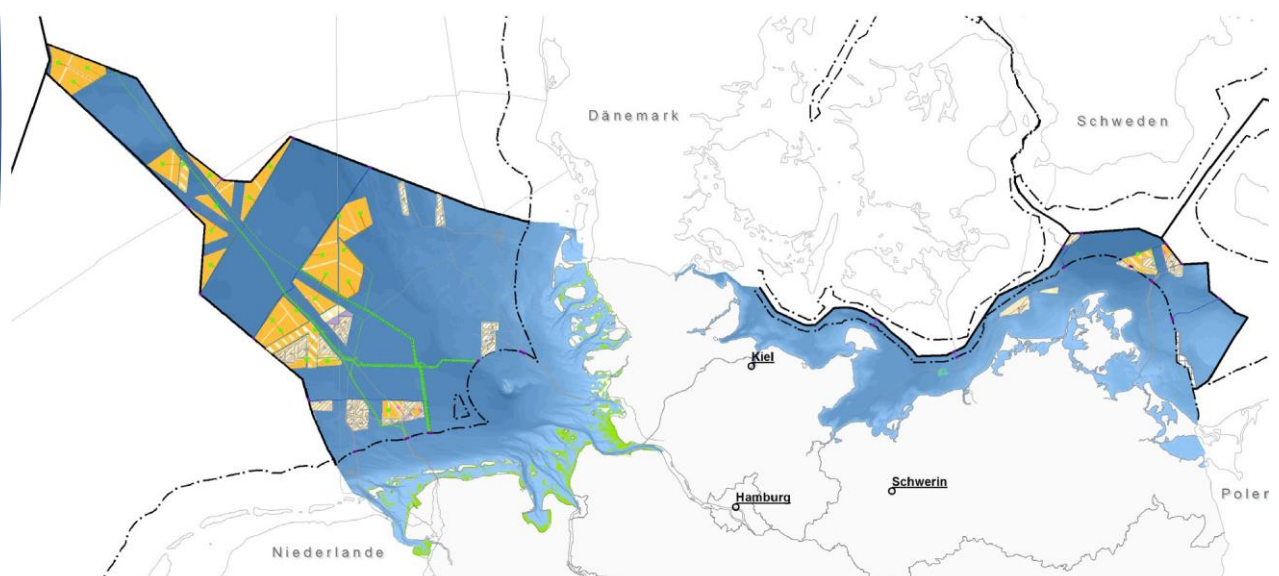 Dänemark
Schweden
Kiel
Schwerin
Hamburg
Polen
Niederlande